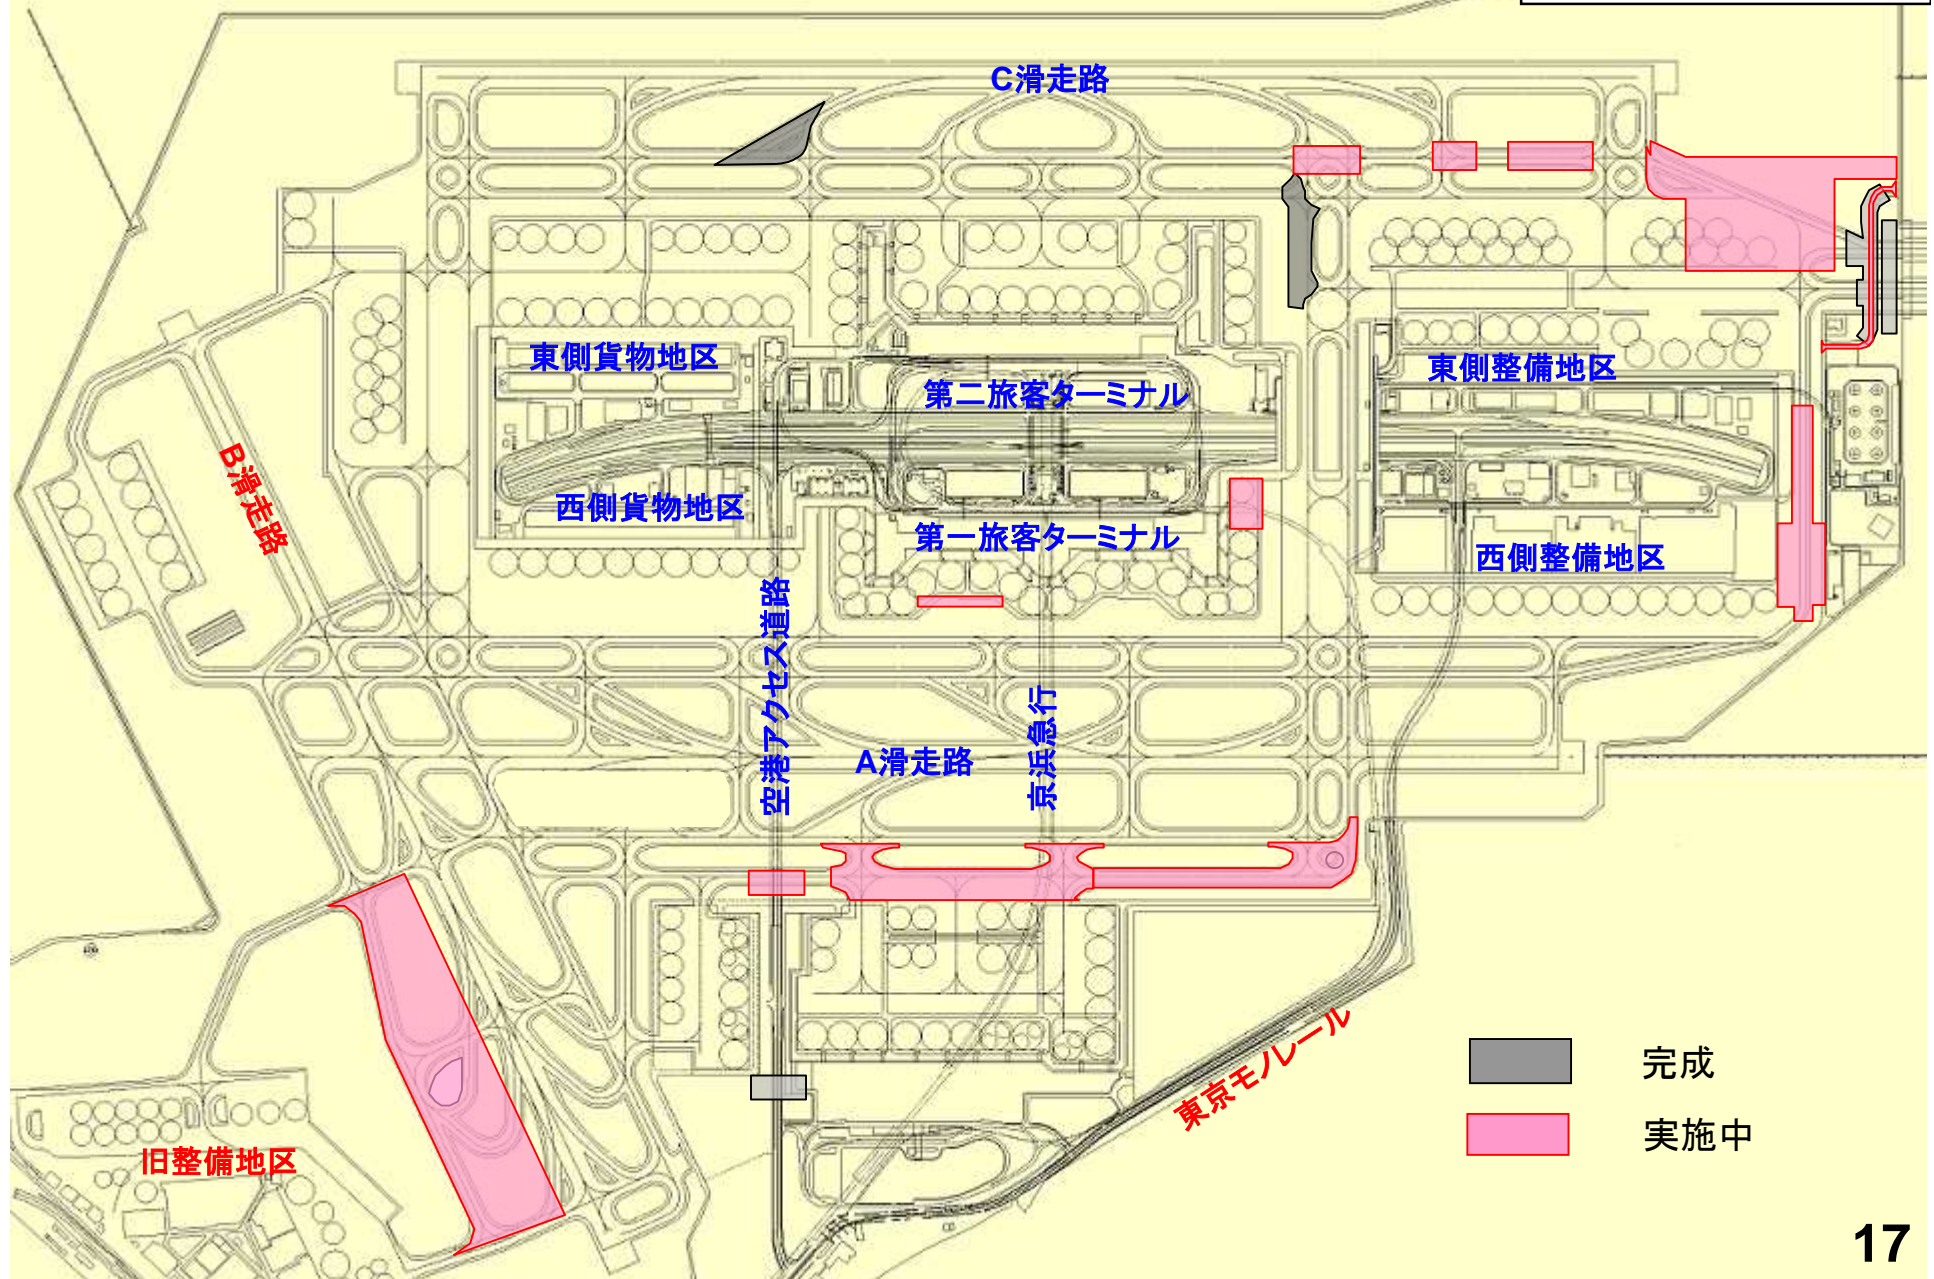 C滑走路
東側貨物地区
第二旅客ターミナル
東側整備地区
B滑走路
西側貨物地区
第一旅客ターミナル
西側整備地区
空港アクセス道路
京浜急行
A滑走路
東京モノレール
旧整備地区
完成
実施中
17